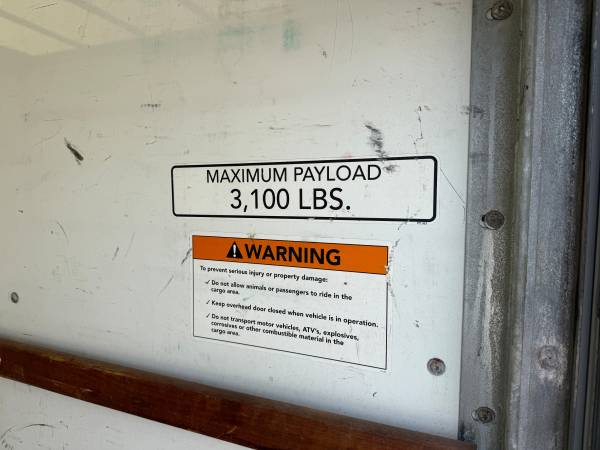 MAXIMUM PAYLOAD
3,100 LBS.
⚠WARNING
To prevent serious injury or property damage:
✓ Do not allow animals or passengers to ride in the
cargo area.
✓ Keep overhead door closed when vehicle is in operation.
✓ Do not transport motor vehicles, ATV's, explosives,
corrosives or other combustible material in the
cargo area.